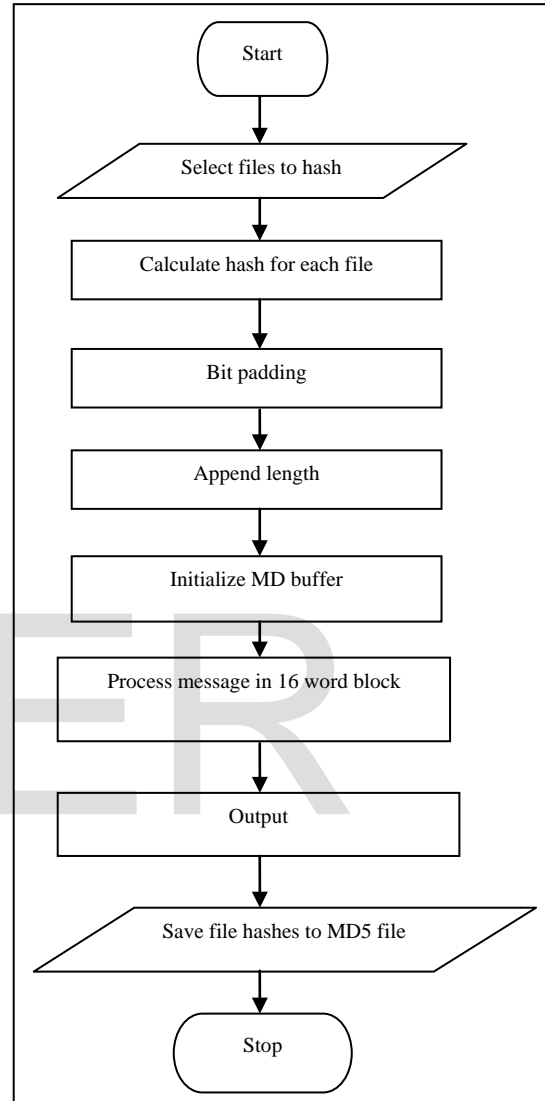 Start
Select files to hash
Calculate hash for each file
Bit padding
Append length
Initialize MD buffer
Process message in 16 word block
ER
Output
Save file hashes to MD5 file
Stop